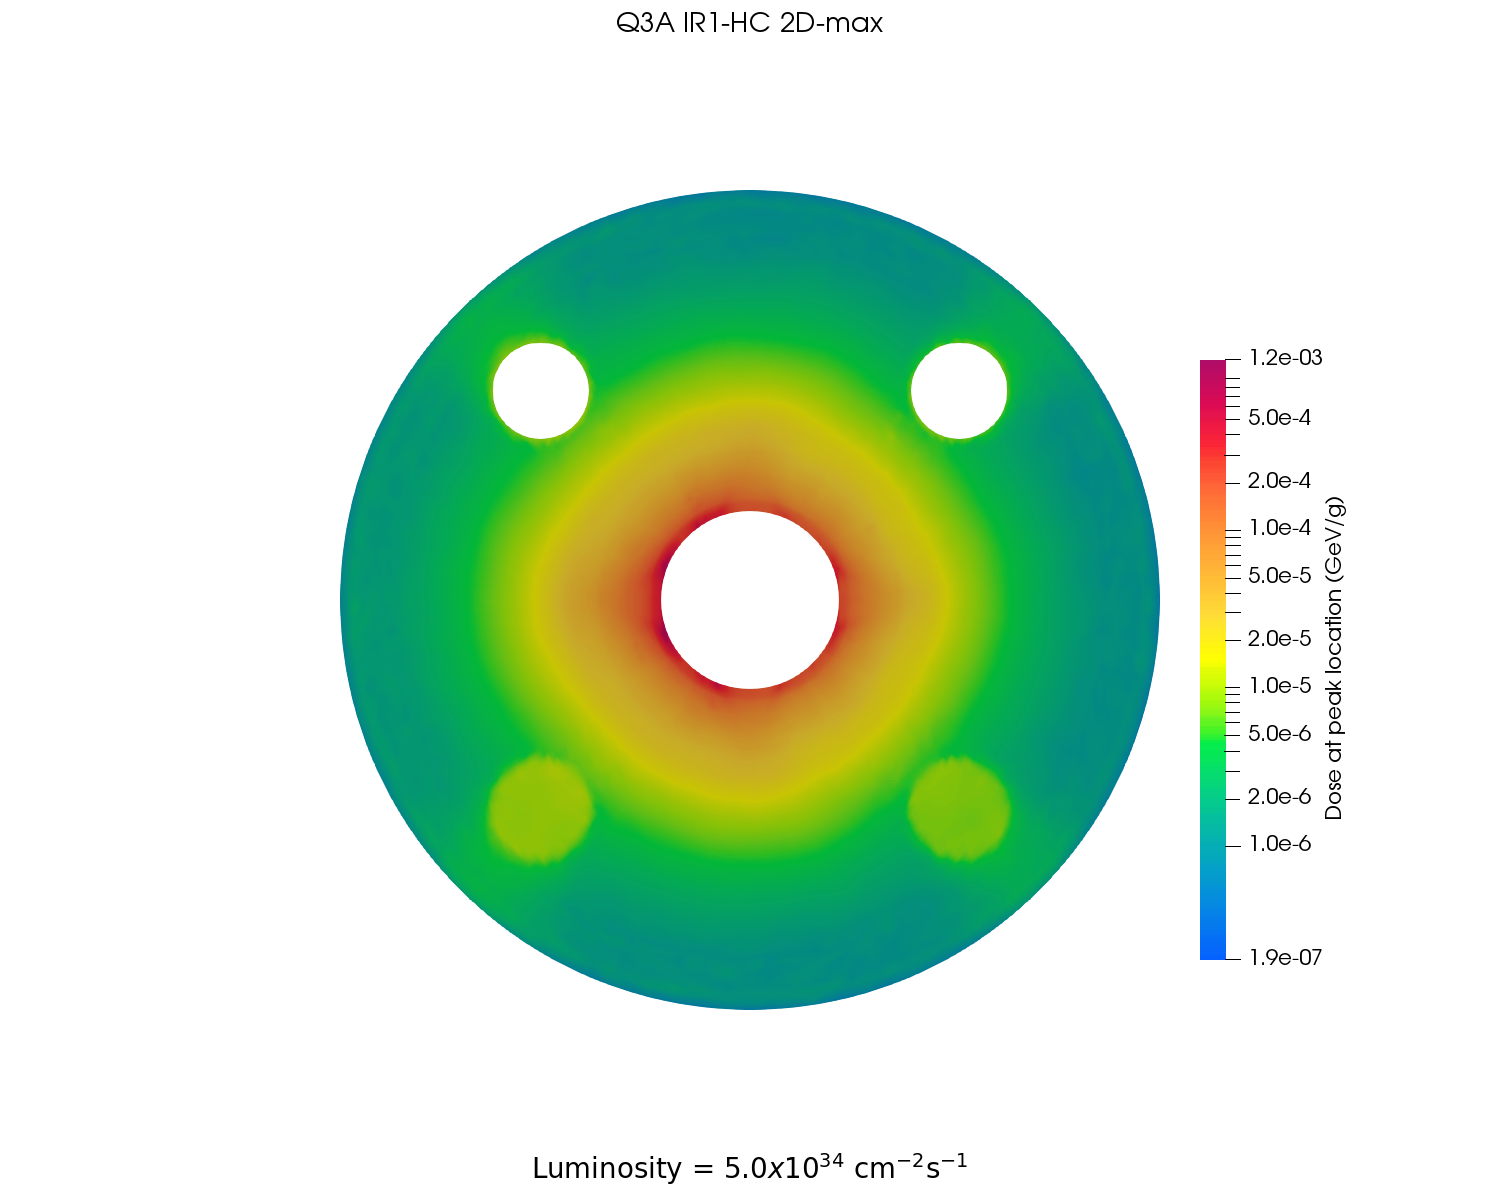 Q3A IR1-HC 2D-max
1.2e-03
5.0e-4
2.0e-4
1.0e-4
5.0e-5
2.0e-5
1.0e-5
5.0e-6
2.0e-6
1.0e-6
1.9e-07
Dose at peak location (GeV/g)
Luminosity = 5.0x10³⁴ cm⁻²s⁻¹